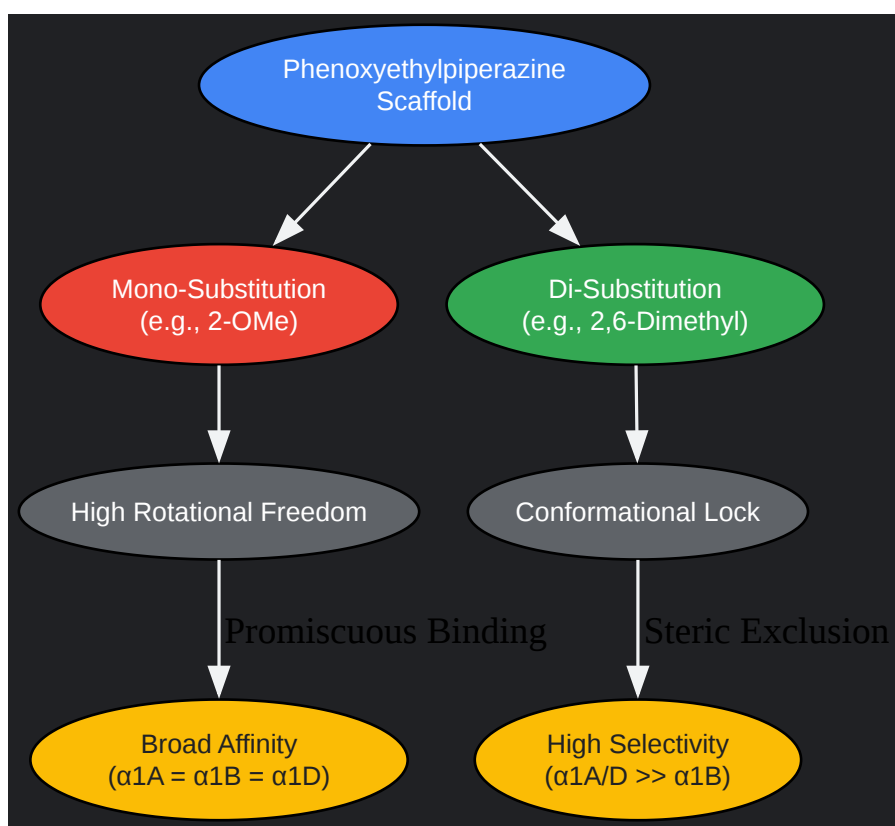 Phenoxyethylpiperazine
Scaffold
Mono-Substitution
(e.g., 2-OMe)
Di-Substitution
(e.g., 2,6-Dimethyl)
High Rotational Freedom
Conformational Lock
Promiscuous Binding
Steric Exclusion
Broad Affinity
(α1A = α1B = α1D)
High Selectivity
(α1A/D >> α1B)